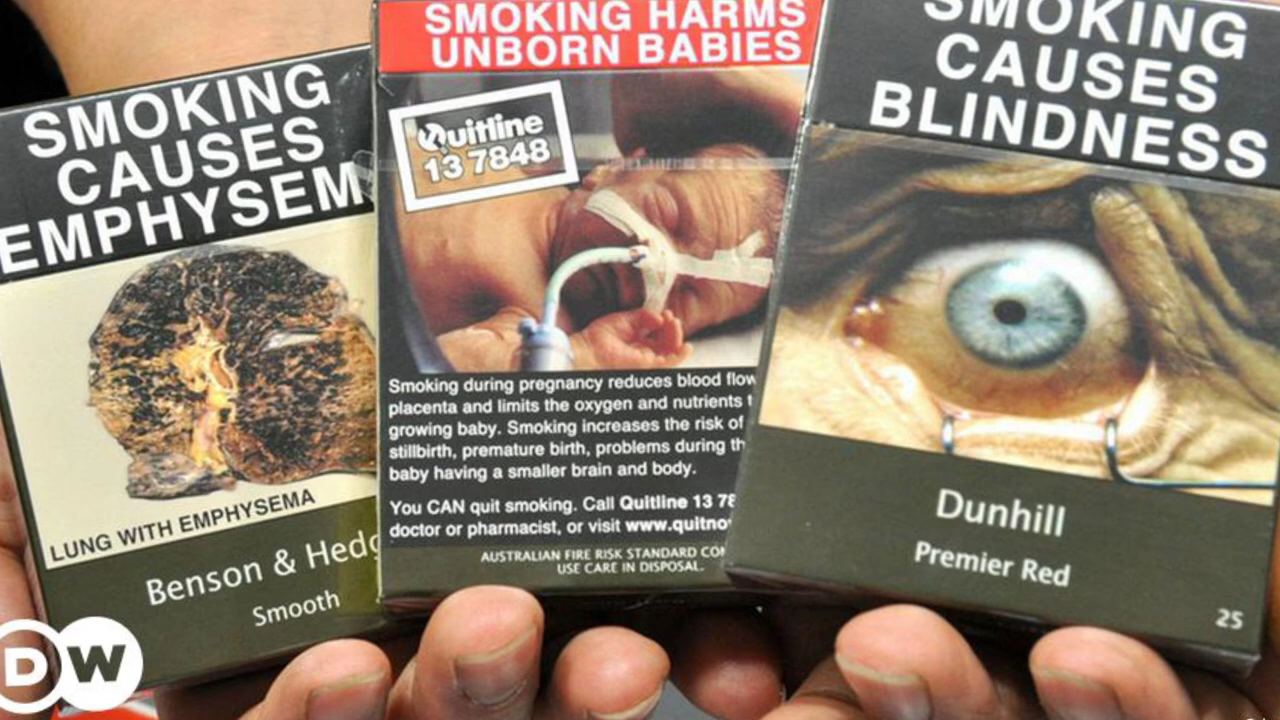 SMOKING
CAUSES
EMPHYSEM
LUNG WITH EMPHYSEMA
Benson & Hedg
Smooth
SMOKING HARMS
UNBORN BABIES
Quitline
13 7848
Smoking during pregnancy reduces blood flow
placenta and limits the oxygen and nutrients t
growing baby. Smoking increases the risk of
stillbirth, premature birth, problems during th
baby having a smaller brain and body.
You CAN quit smoking. Call Quitline 13 78
doctor or pharmacist, or visit www.quitno
AUSTRALIAN FIRE RISK STANDARD CO
USE CARE IN DISPOSAL.
SMOKING
CAUSES
BLINDNESS
Dunhill
Premier Red
25
DW